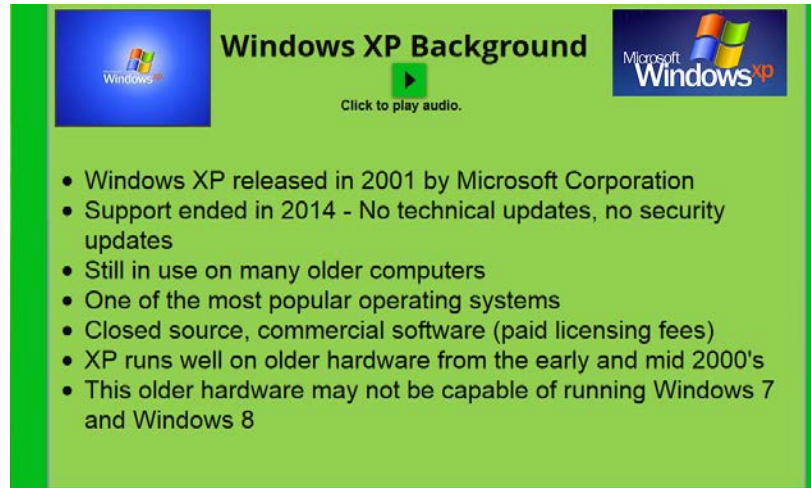 Windows xp
Windows XP Background
Microsoft
Windows xp
Click to play audio.
• Windows XP released in 2001 by Microsoft Corporation
• Support ended in 2014 - No technical updates, no security
updates
• Still in use on many older computers
• One of the most popular operating systems
• Closed source, commercial software (paid licensing fees)
• XP runs well on older hardware from the early and mid 2000's
• This older hardware may not be capable of running Windows 7
and Windows 8